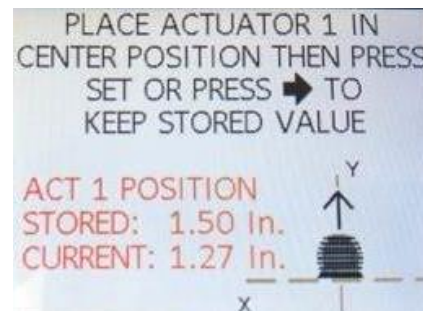 PLACE ACTUATOR 1 IN
CENTER POSITION THEN PRESS
SET OR PRESS ➡ TO
KEEP STORED VALUE
Y
ACT 1 POSITION
STORED: 1.50 In.
CURRENT: 1.27 In.
X